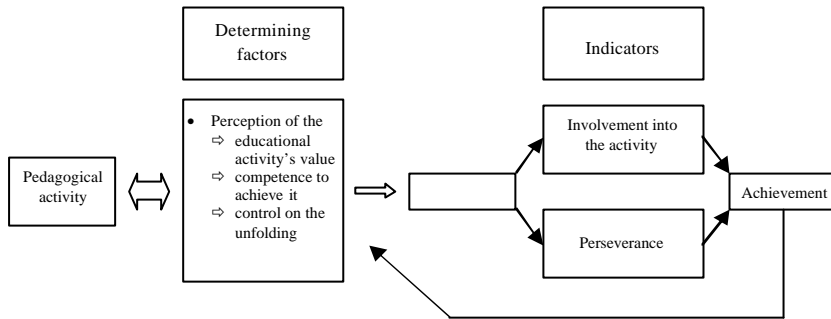 Determining
factors
Indicators
• Perception of the
⇨ educational
activity's value
⇨ competence to
achieve it
⇨ control on the
unfolding
Pedagogical
activity
Involvement into
the activity
Achievement
Perseverance